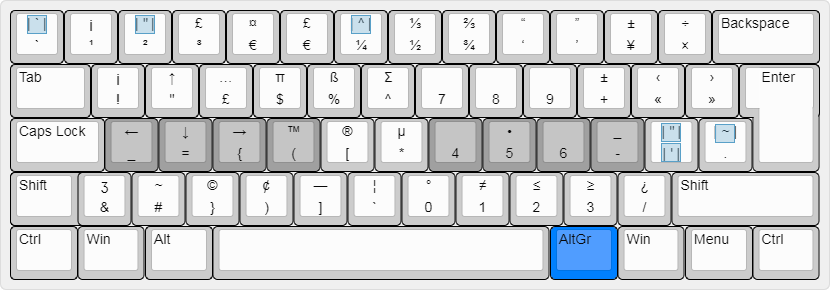 ` ¡ " £ ¤ £ ^ ⅓ ⅔ “ ” ± ÷ Backspace
` ¹ ² ³ € € ¼ ½ ¾ ‘ ’ ¥ ×
Tab ¡ ↑ … π ß Σ ± ‹ › Enter
! " £ $ % ^ 7 8 9 + « »
Caps Lock ← ↓ → ™ ® µ • _ " ~
_ = { ( [ * 4 5 6 - ' .
Shift ʒ ~ © ¢ — ¦ ° ≠ ≤ ≥ ¿ Shift
& # } ) ] ` 0 1 2 3 /
Ctrl Win Alt AltGr Win Menu Ctrl